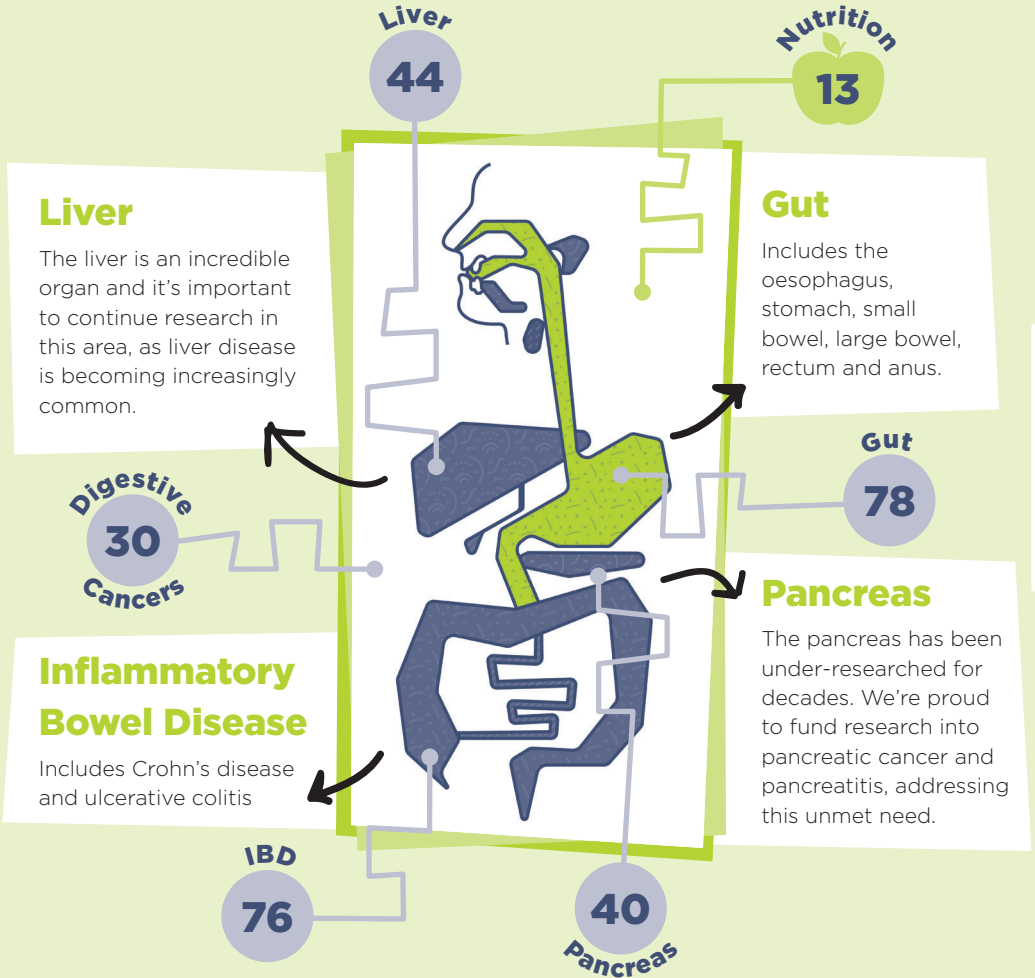 Liver
44
Nutrition
13
Liver
The liver is an incredible
organ and it’s important
to continue research in
this area, as liver disease
is becoming increasingly
common.
Gut
Includes the
oesophagus,
stomach, small
bowel, large bowel,
rectum and anus.
Digestive
30
Cancers
Gut
78
Inflammatory
Bowel Disease
Includes Crohn’s disease
and ulcerative colitis
Pancreas
The pancreas has been
under-researched for
decades. We’re proud
to fund research into
pancreatic cancer and
pancreatitis, addressing
this unmet need.
IBD
76
40
Pancreas